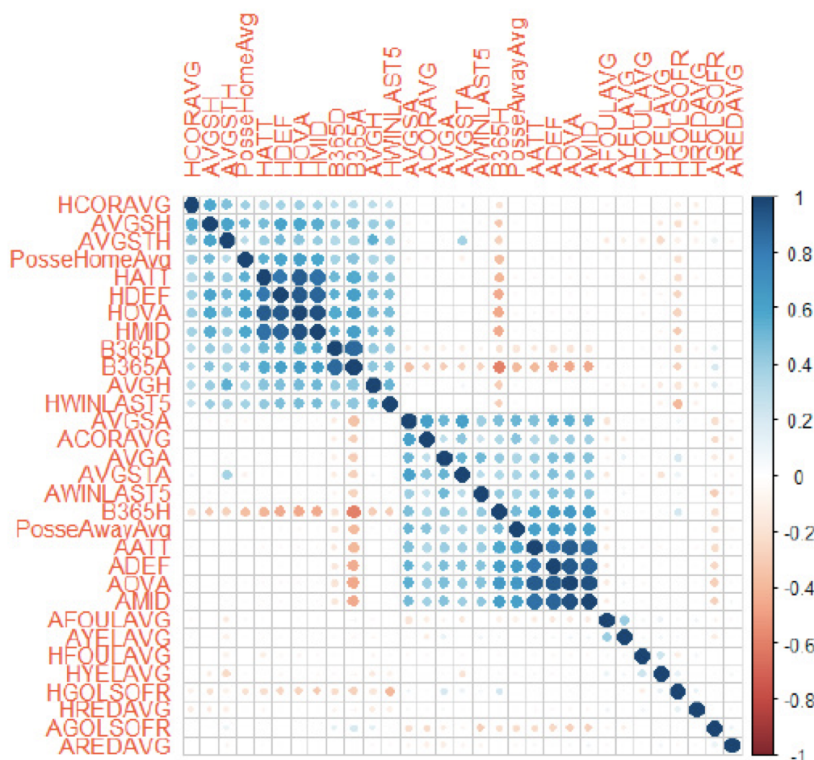 HCORAVG
AVGSH
AVGSTH
PosseHomeAvg
HATT
HDEF
HOVA
HMID
B365D
B365A
AVGH
HWINLAST5
AVGSA
ACORAVG
AVGA
AVGSTA
AWINLAST5
B365H
PosseAwayAvg
AATT
ADEF
AOVA
AMID
AFOULAVG
AYELAVG
HFOULAVG
HYELAVG
HGOLSOFR
HREDAVG
AGOLSOFR
AREDAVG
HCORAVG
AVGSH
AVGSTH
PosseHomeAvg
HATT
HDEF
HOVA
HMID
B365D
B365A
AVGH
HWINLAST5
AVGSA
ACORAVG
AVGA
AVGSTA
AWINLAST5
B365H
PosseAwayAvg
AATT
ADEF
AOVA
AMID
AFOULAVG
AYELAVG
HFOULAVG
HYELAVG
HGOLSOFR
HREDAVG
AGOLSOFR
AREDAVG
1
0.8
0.6
0.4
0.2
0
-0.2
-0.4
-0.6
-0.8
-1